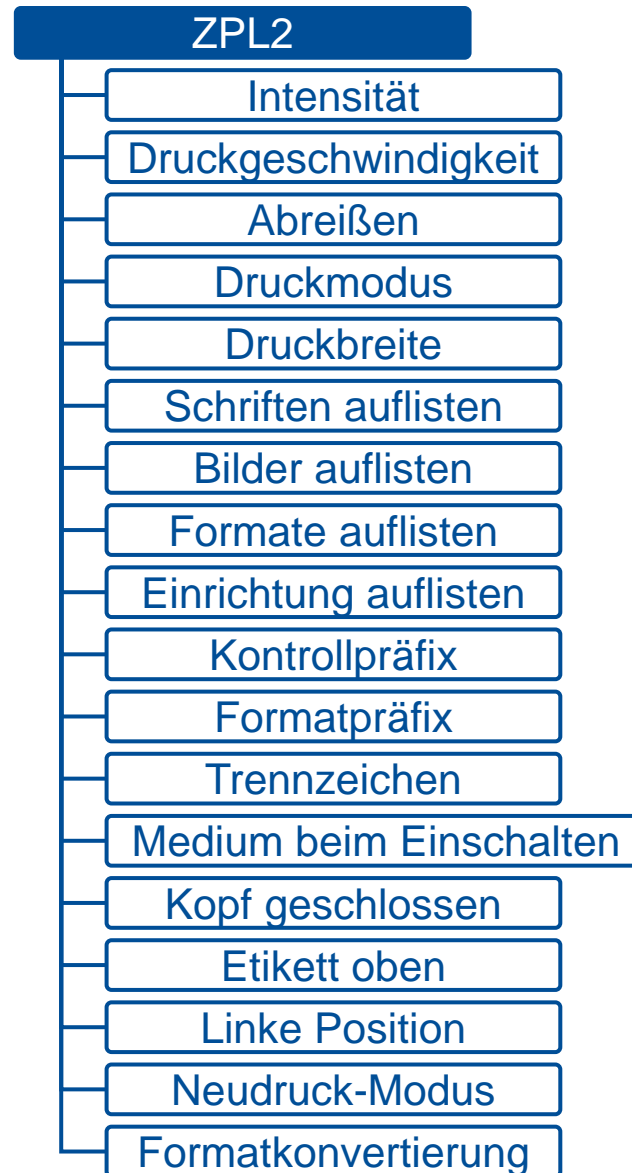 ZPL2
Intensität
Druckgeschwindigkeit
Abreißen
Druckmodus
Druckbreite
Schriften auflisten
Bilder auflisten
Formate auflisten
Einrichtung auflisten
Kontrollpräfix
Formatpräfix
Trennzeichen
Medium beim Einschalten
Kopf geschlossen
Etikett oben
Linke Position
Neudruck-Modus
Formatkonvertierung